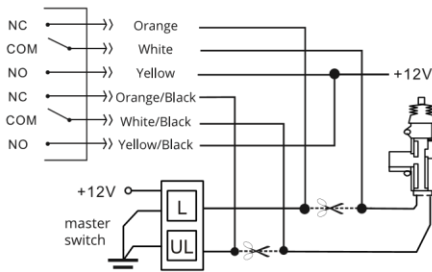 NC Orange
COM White
NO Yellow
+12V
NC Orange/Black
COM White/Black
NO Yellow/Black
+12V
L
master
switch
UL